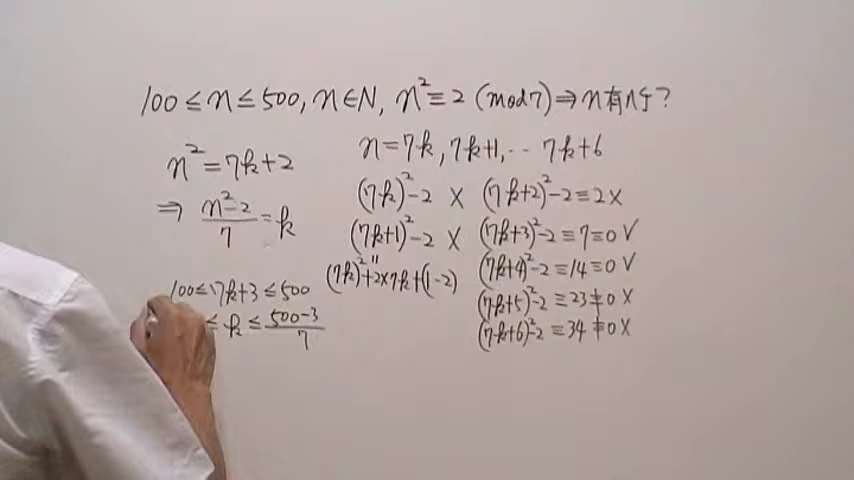 100 ≤ n ≤ 500, n ∈ N, n² ≡ 2 (mod 7) ⇒ n有n个?
n² = 7k + 2
⇒ (n² - 2)/7 = k
100 ≤ 7k + 3 ≤ 500
≤ k ≤ (500 - 3)/7
n = 7k, 7k+1, ... 7k+6
(7k)² - 2 ×
(7k+1)² - 2 ×
"
(7k)² + 2×7k + (1-2)
(7k+2)² - 2 ≡ 2 ×
(7k+3)² - 2 ≡ 7 ≡ 0 ∨
(7k+4)² - 2 ≡ 14 ≡ 0 ∨
(7k+5)² - 2 ≡ 23 ≢ 0 ×
(7k+6)² - 2 ≡ 34 ≢ 0 ×